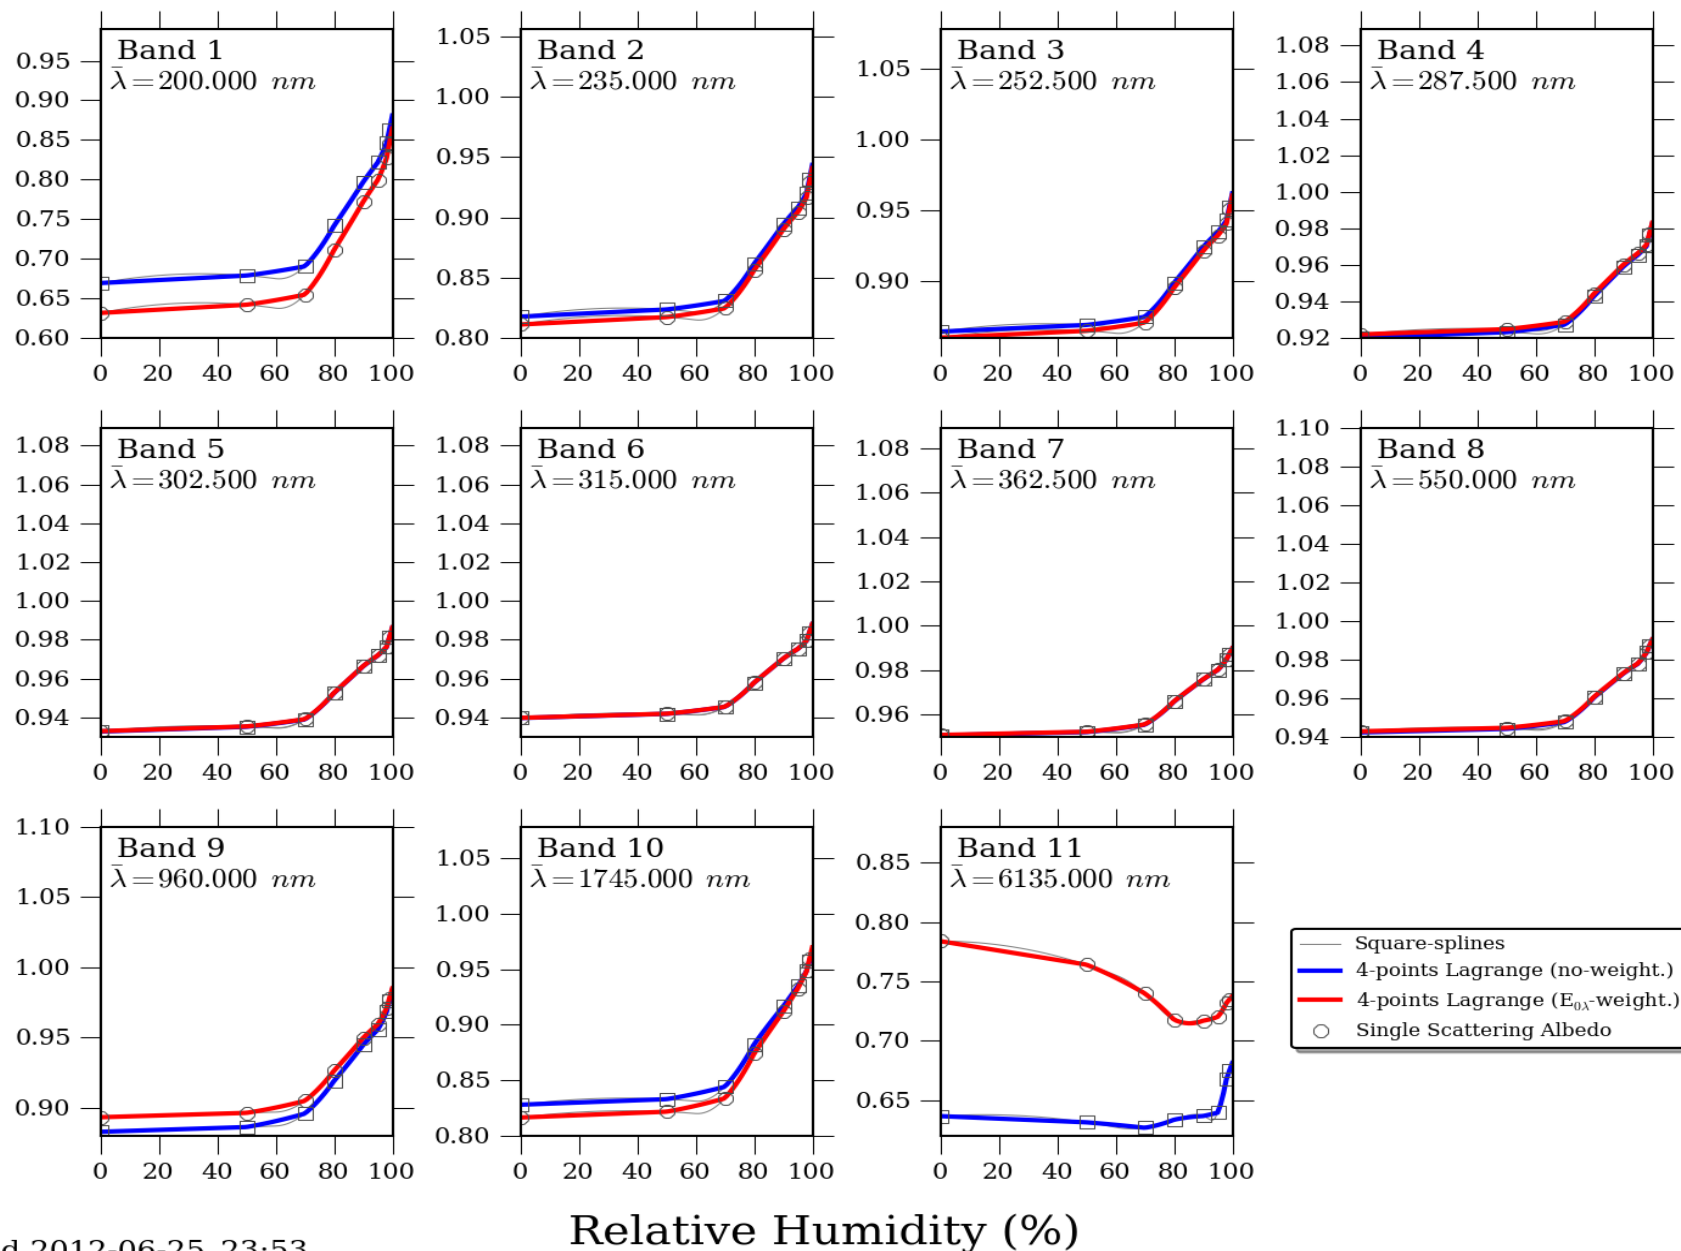 Band 1
λ̄=200.000 nm
0.95
0.90
0.85
0.80
0.75
0.70
0.65
0.60
0 20 40 60 80 100
Band 2
λ̄=235.000 nm
1.05
1.00
0.95
0.90
0.85
0.80
0 20 40 60 80 100
Band 3
λ̄=252.500 nm
1.05
1.00
0.95
0.90
0 20 40 60 80 100
Band 4
λ̄=287.500 nm
1.08
1.06
1.04
1.02
1.00
0.98
0.96
0.94
0.92
0 20 40 60 80 100
Band 5
λ̄=302.500 nm
1.08
1.06
1.04
1.02
1.00
0.98
0.96
0.94
0 20 40 60 80 100
Band 6
λ̄=315.000 nm
1.08
1.06
1.04
1.02
1.00
0.98
0.96
0.94
0 20 40 60 80 100
Band 7
λ̄=362.500 nm
1.08
1.06
1.04
1.02
1.00
0.98
0.96
0 20 40 60 80 100
Band 8
λ̄=550.000 nm
1.10
1.08
1.06
1.04
1.02
1.00
0.98
0.96
0.94
0 20 40 60 80 100
Band 9
λ̄=960.000 nm
1.10
1.05
1.00
0.95
0.90
0 20 40 60 80 100
Band 10
λ̄=1745.000 nm
1.05
1.00
0.95
0.90
0.85
0.80
0 20 40 60 80 100
Band 11
λ̄=6135.000 nm
0.85
0.80
0.75
0.70
0.65
0 20 40 60 80 100
Square-splines
4-points Lagrange (no-weight.)
4-points Lagrange (E₀λ-weight.)
Single Scattering Albedo
Relative Humidity (%)
d 2012-06-25 23:53